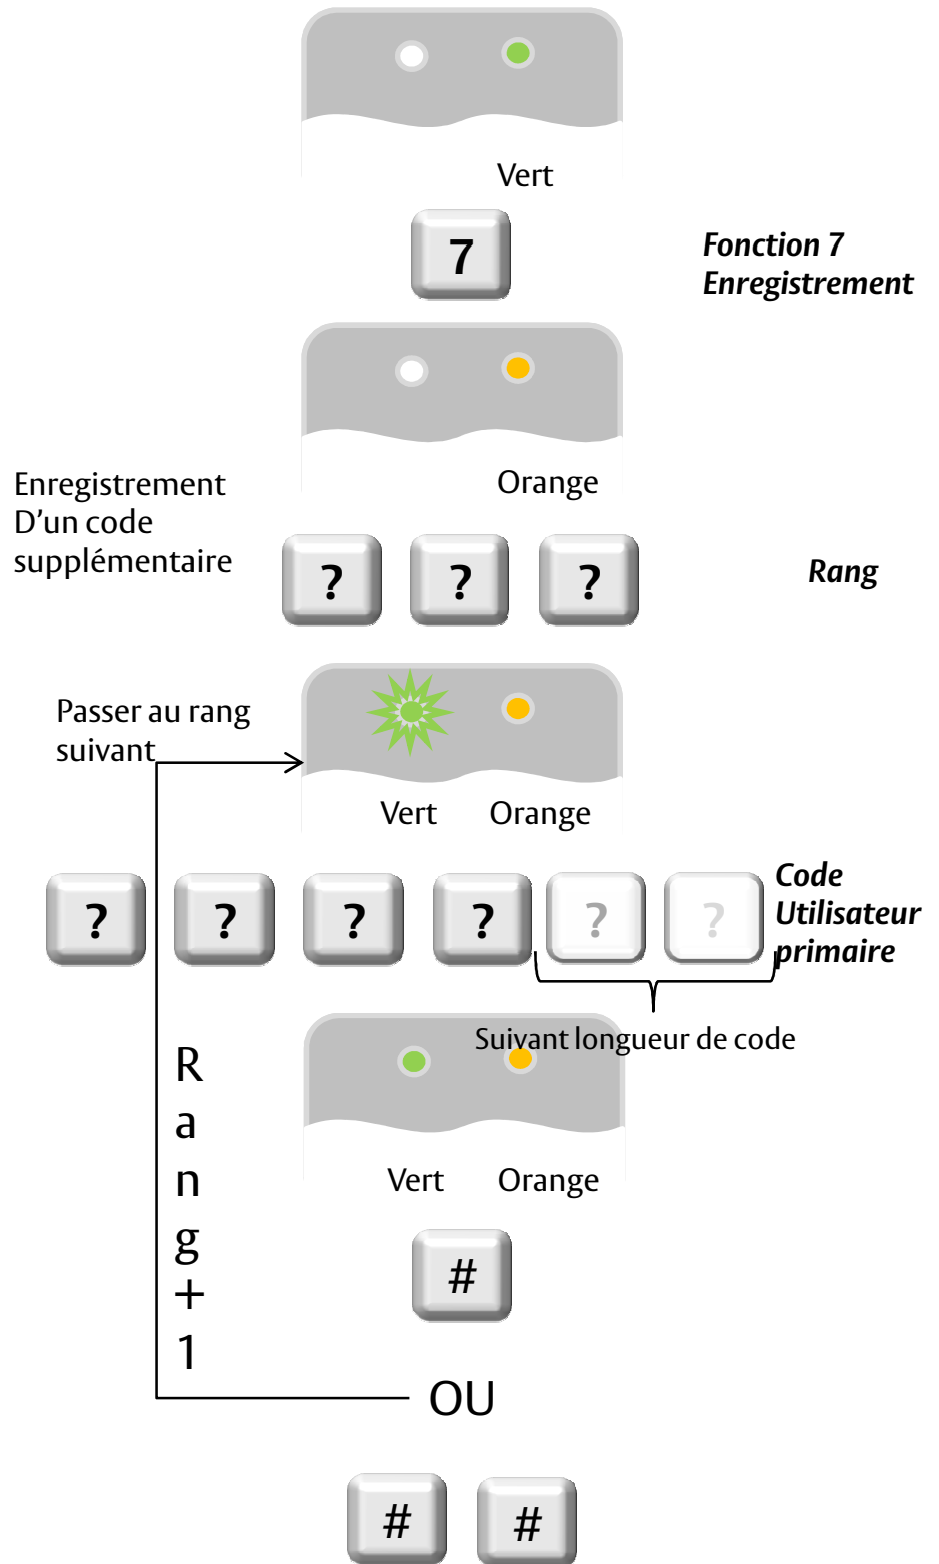 Vert
7
Fonction 7
Enregistrement
Orange
Enregistrement
D'un code
supplémentaire
? ? ?
Rang
Passer au rang
suivant
Vert Orange
? ? ? ? ? ?
Code
Utilisateur
primaire
Suivant longueur de code
R
a
n
g
+
1
Vert Orange
#
OU
# #